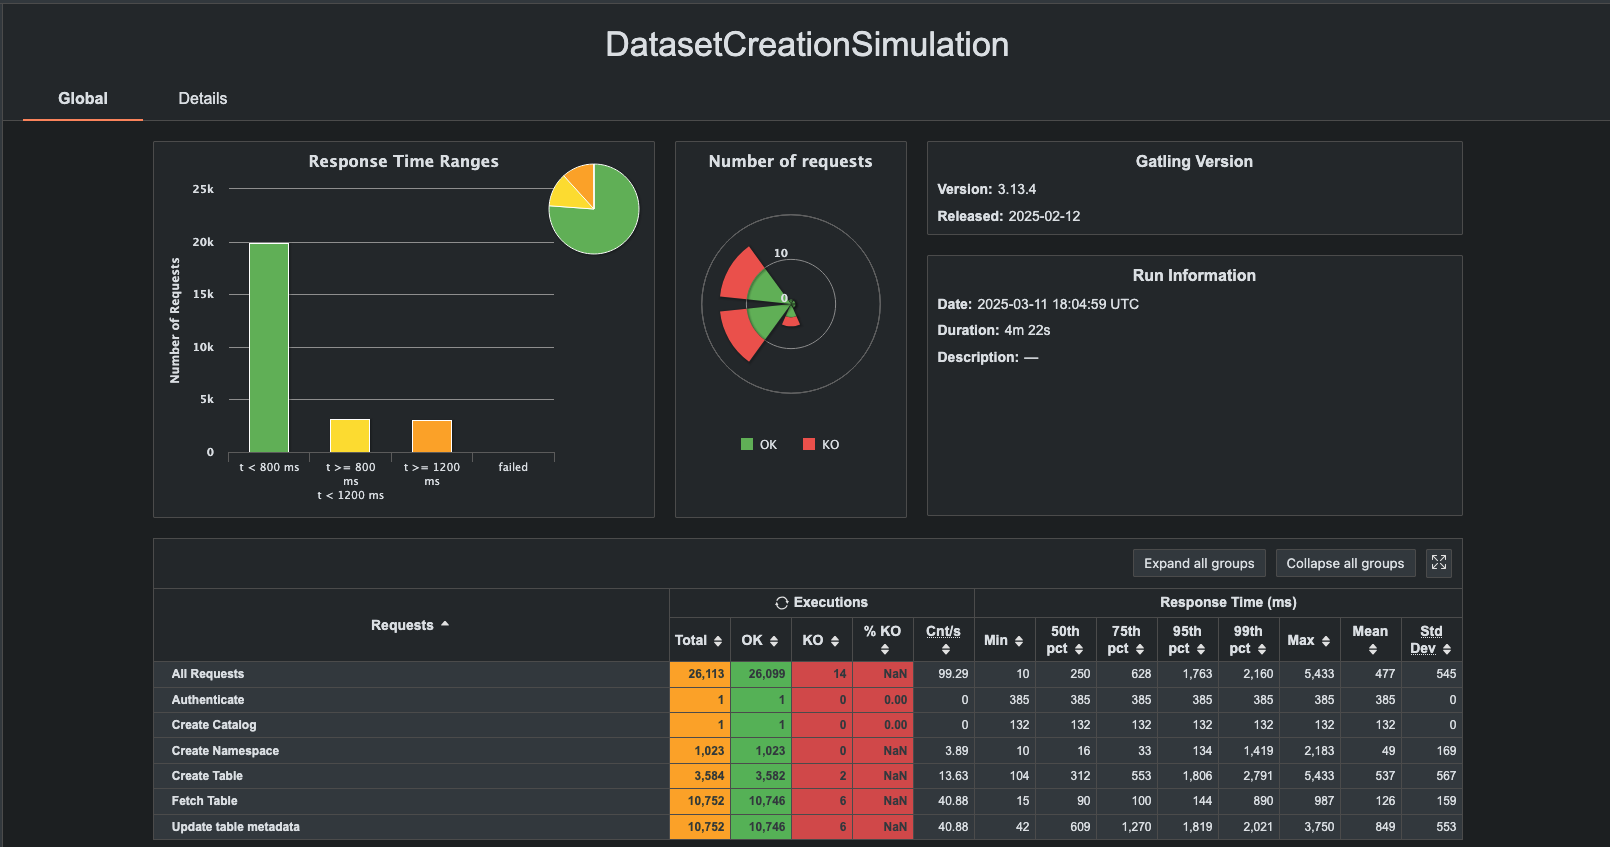 DatasetCreationSimulation
Global Details
Response Time Ranges
25k
20k
15k
10k
5k
0
Number of Requests
t < 800 ms
t >= 800
ms
t < 1200 ms
t >= 1200
ms
failed
Number of requests
10
0
OK KO
Gatling Version
Version: 3.13.4
Released: 2025-02-12
Run Information
Date: 2025-03-11 18:04:59 UTC
Duration: 4m 22s
Description: —
Expand all groups Collapse all groups
Requests Executions Response Time (ms)
Total OK KO % KO Cnt/s Min 50th pct 75th pct 95th pct 99th pct Max Mean Std Dev
All Requests 26,113 26,099 14 NaN 99.29 10 250 628 1,763 2,160 5,433 477 545
Authenticate 1 1 0 0.00 0 385 385 385 385 385 385 385 0
Create Catalog 1 1 0 0.00 0 132 132 132 132 132 132 132 0
Create Namespace 1,023 1,023 0 NaN 3.89 10 16 33 134 1,419 2,183 49 169
Create Table 3,584 3,582 2 NaN 13.63 104 312 553 1,806 2,791 5,433 537 567
Fetch Table 10,752 10,746 6 NaN 40.88 15 90 100 144 890 987 126 159
Update table metadata 10,752 10,746 6 NaN 40.88 42 609 1,270 1,819 2,021 3,750 849 553